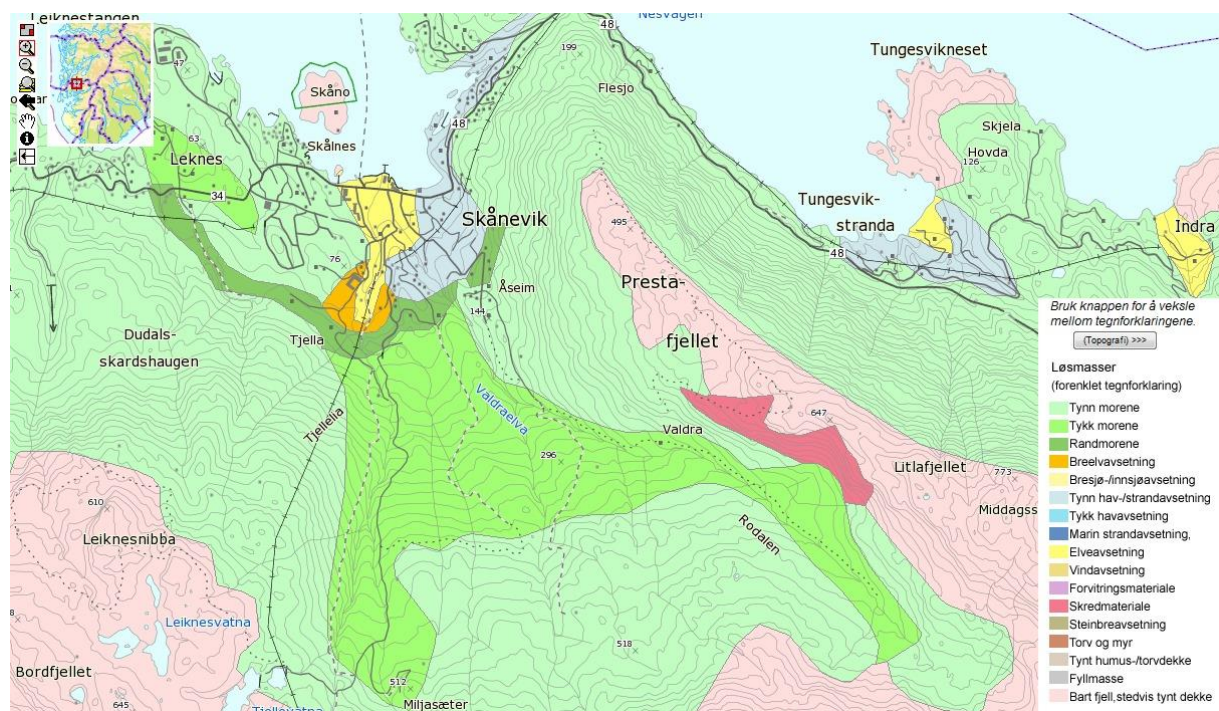 Leiknestangen
Nesvågen
48
199
Tungesvikneset
47
Skåno
Flesjo
Skjela
63
48
Hovda
Skålnes
126
Leknes
34
Tungesvik-
stranda
Skånevik
495
Indra
48
76
Presta-
Åseim
144
Dudals-
skardshaugen
Tjella
fjellet
Valdraelva
Tjellelia
647
Valdra
296
Litlafjellet
773
610
Middagss
Leiknesnibba
Rodalen
8
Leiknesvatna
518
Bordfjellet
512
645
Miljasæter
Tjellevatna
Bruk knappen for å veksle
mellom tegnforklaringene.
(Topografi) >>>
Løsmasser
(forenklet tegnforklaring)
Tynn morene
Tykk morene
Randmorene
Breelvavsetning
Bresjø-/innsjøavsetning
Tynn hav-/strandavsetning
Tykk havavsetning
Marin strandavsetning,
Elveavsetning
Vindavsetning
Forvitringsmateriale
Skredmateriale
Steinbreavsetning
Torv og myr
Tynt humus-/torvdekke
Fyllmasse
Bart fjell,stedvis tynt dekke